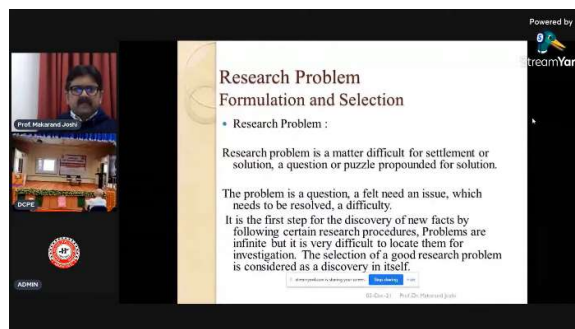 Powered by
StreamYar
Research Problem
Formulation and Selection
• Research Problem :
Research problem is a matter difficult for settlement or
solution, a question or puzzle propounded for solution.
The problem is a question, a felt need an issue, which
needs to be resolved, a difficulty.
It is the first step for the discovery of new facts by
following certain research procedures, Problems are
infinite but it is very difficult to locate them for
investigation. The selection of a good research problem
is considered as a discovery in itself.
Prof. Makarand Joshi
DCPE
ADMIN
Stop sharing
Hide
Prof. Dr. Makarand Joshi